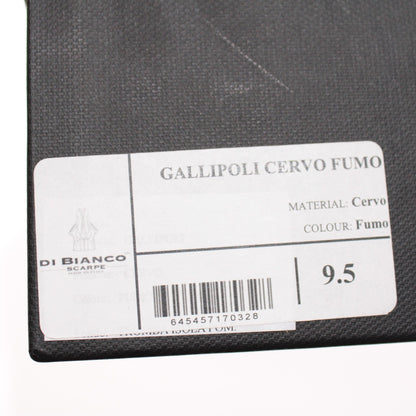 GALLIPOLI CERVO FUMO
MATERIAL: Cervo
COLOUR: Fumo
DI BIANCO
SCARPE
9.5
645457170328